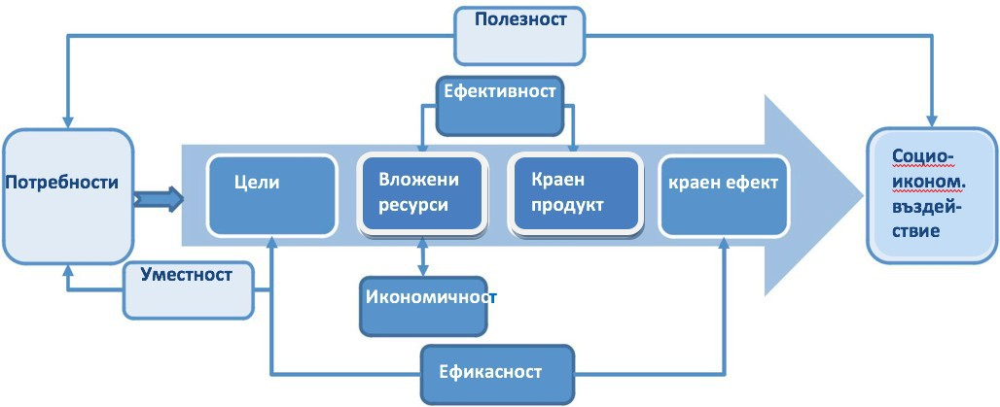 Полезност
Ефективност
Потребности
Цели
Вложени
ресурси
Краен
продукт
краен ефект
Социо-
иконом.
въздей-
ствие
Уместност
Икономичност
Ефикасност